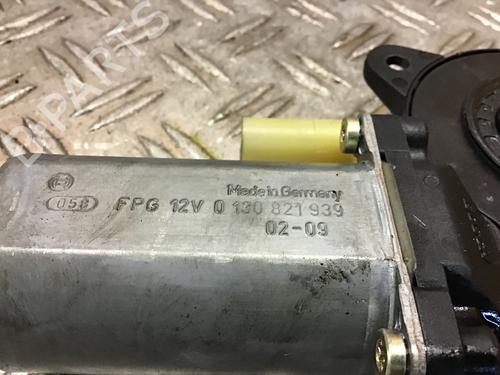 Made in Germany
058 FPG 12V 0 130 821 939
02-09
B-PARTS